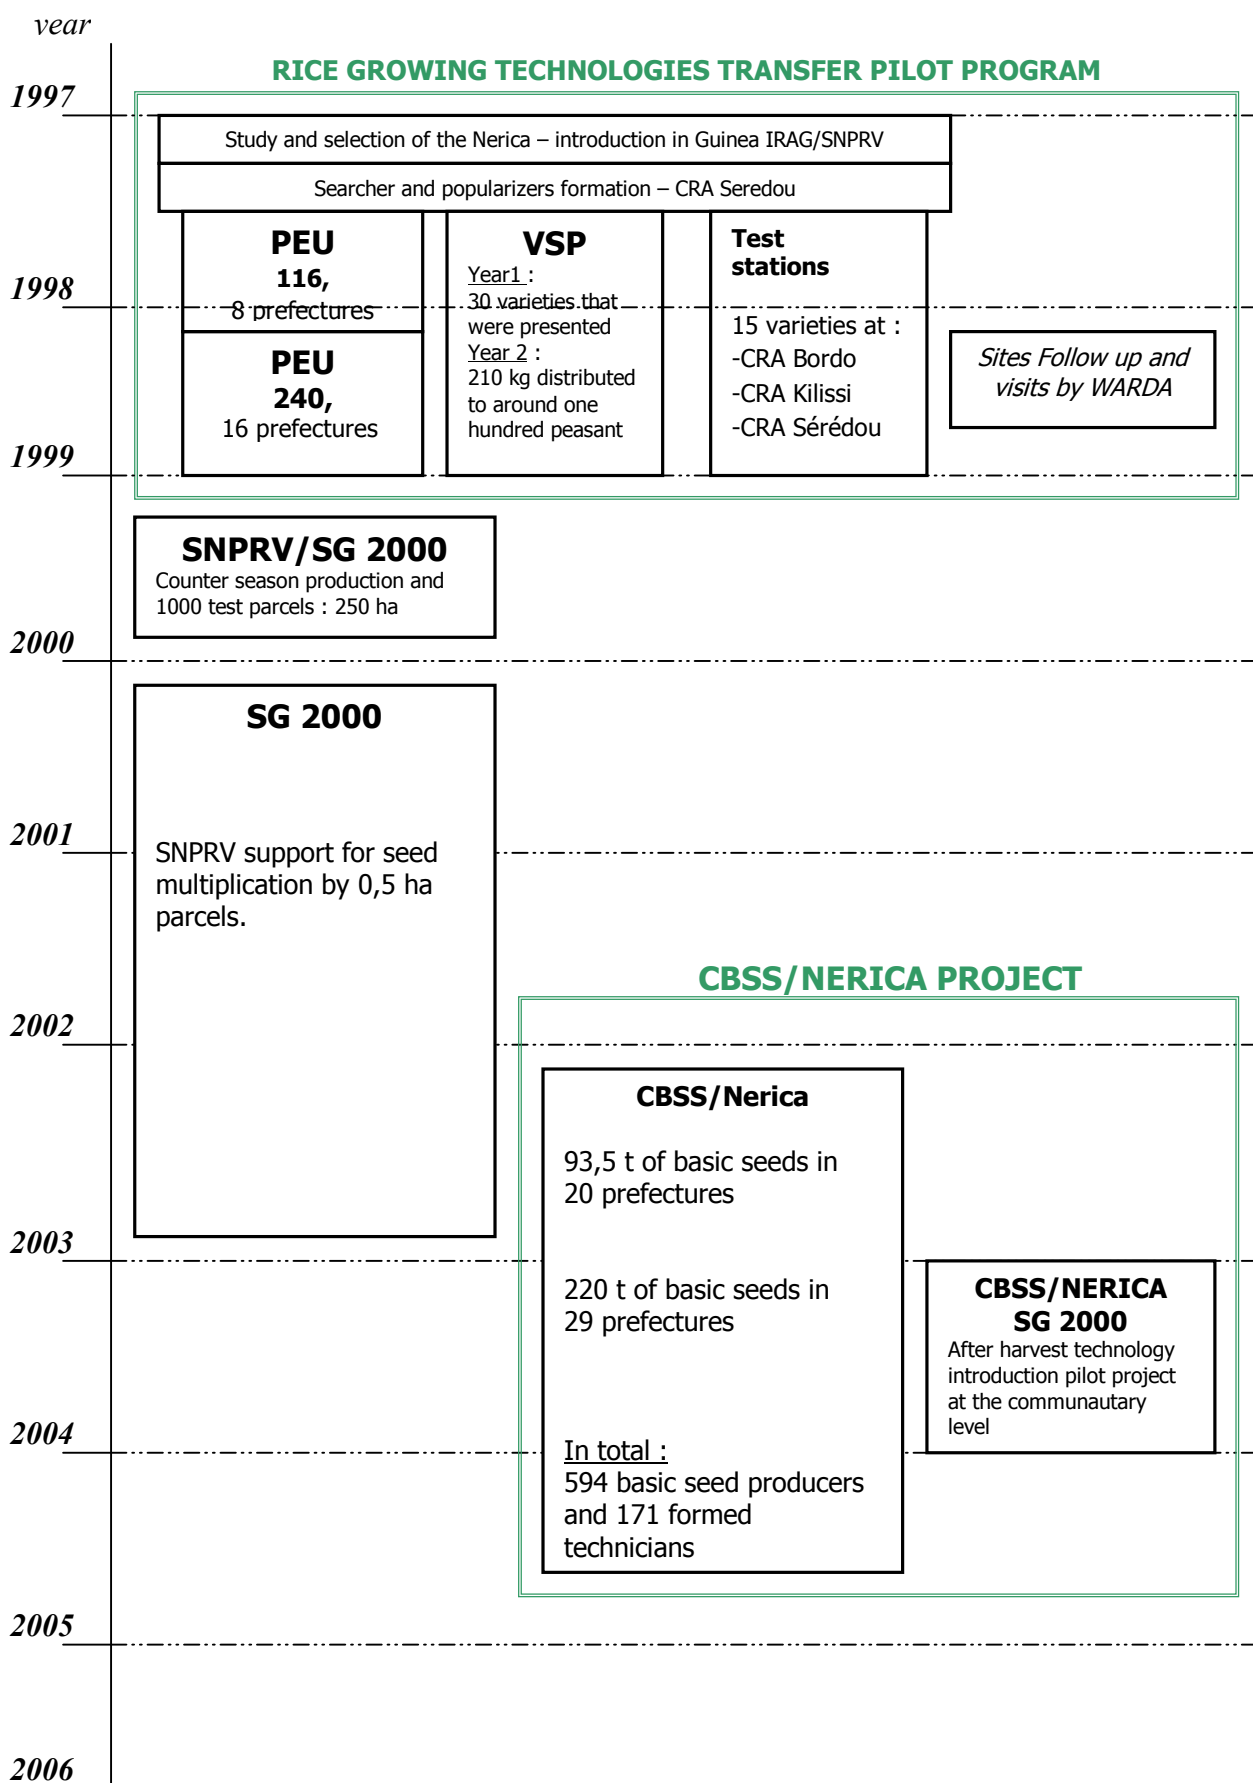 year
RICE GROWING TECHNOLOGIES TRANSFER PILOT PROGRAM
1997
Study and selection of the Nerica – introduction in Guinea IRAG/SNPRV
Searcher and popularizers formation – CRA Seredou
PEU
116,
8 prefectures
VSP
Year1 :
30 varieties that
were presented
Year 2 :
210 kg distributed
to around one
hundred peasant
Test
stations
15 varieties at :
-CRA Bordo
-CRA Kilissi
-CRA Sérédou
1998
PEU
240,
16 prefectures
Sites Follow up and
visits by WARDA
1999
SNPRV/SG 2000
Counter season production and
1000 test parcels : 250 ha
2000
SG 2000
SNPRV support for seed
multiplication by 0,5 ha
parcels.
2001
CBSS/NERICA PROJECT
2002
CBSS/Nerica
93,5 t of basic seeds in
20 prefectures
220 t of basic seeds in
29 prefectures
In total :
594 basic seed producers
and 171 formed
technicians
2003
CBSS/NERICA
SG 2000
After harvest technology
introduction pilot project
at the communautary
level
2004
2005
2006